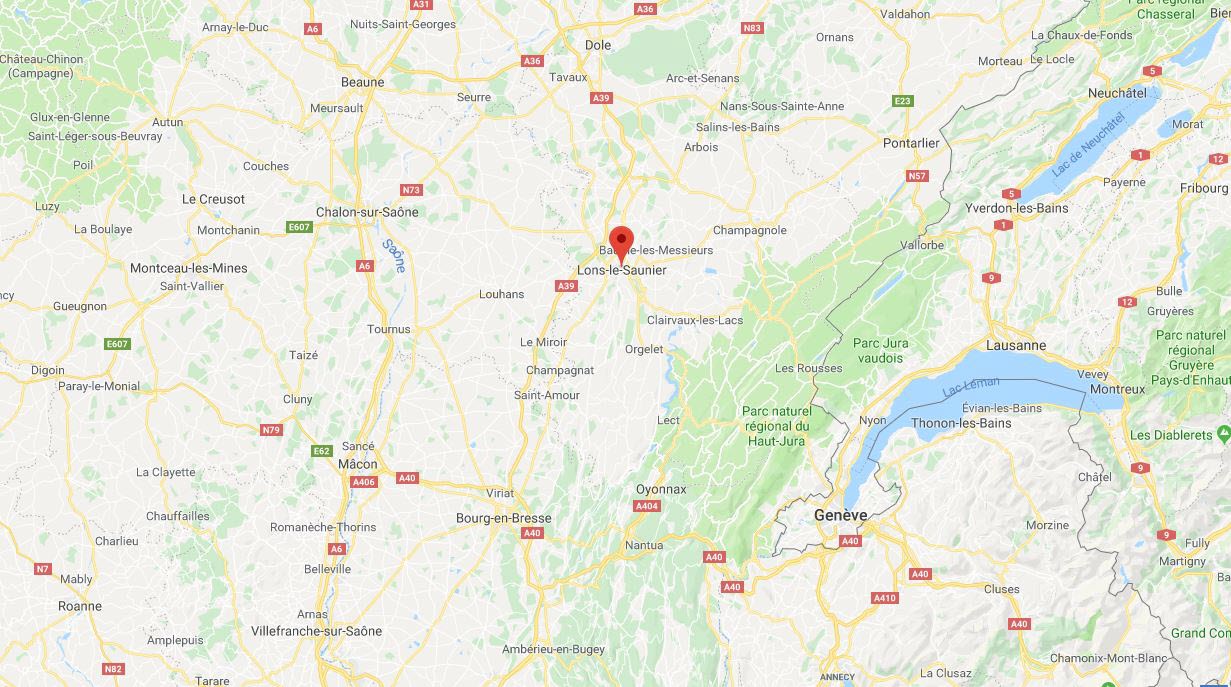 A31
A36
Parc régional
Chasseral
Bien
Arnay-le-Duc
A6
Nuits-Saint-Georges
N83
Valdahon
Ornans
La Chaux-de-Fonds
Dole
Château-Chinon
(Campagne)
A36
Morteau
Le Locle
5
Beaune
Tavaux
Arc-et-Senans
Neuchâtel
A39
Seurre
Meursault
Nans-Sous-Sainte-Anne
E23
Glux-en-Glenne
Autun
Salins-les-Bains
Lac de Neuchâtel
Morat
Saint-Léger-sous-Beuvray
Arbois
Pontarlier
1
12
Poil
Couches
N57
Payerne
N73
Fribourg
Le Creusot
5
Luzy
Chalon-sur-Saône
Yverdon-les-Bains
La Boulaye
Montchanin
E607
1
Champagnole
Vallorbe
Saône
Montceau-les-Mines
A6
Lons-le-Saunier
9
Saint-Vallier
A39
Bulle
Louhans
12
Gueugnon
Gruyères
Clairvaux-les-Lacs
Tournus
E607
Le Miroir
Orgelet
Parc Jura
vaudois
Lausanne
Parc naturel
régional
Gruyère
Pays-d'Enhaut
Taizé
Digoin
Champagnat
Les Rousses
Vevey
Paray-le-Monial
Lac Léman
Montreux
Cluny
Saint-Amour
Évian-les-Bains
Parc naturel
régional du
Haut-Jura
Lect
Nyon
Thonon-les-Bains
N79
Les Diablerets
E62
Sancé
Mâcon
La Clayette
A406
A40
9
Châtel
Viriat
Oyonnax
A404
Chauffailles
Bourg-en-Bresse
Genève
Romanèche-Thorins
A40
A40
Morzine
Charlieu
A6
Nantua
9
Fully
Belleville
A40
Martigny
N7
Mably
A40
A40
Cluses
Roanne
A410
Arnas
A40
Villefranche-sur-Saône
Amplepuis
Ambérieu-en-Bugey
Chamonix-Mont-Blanc
N82
Tarare
ANNECY
La Clusaz